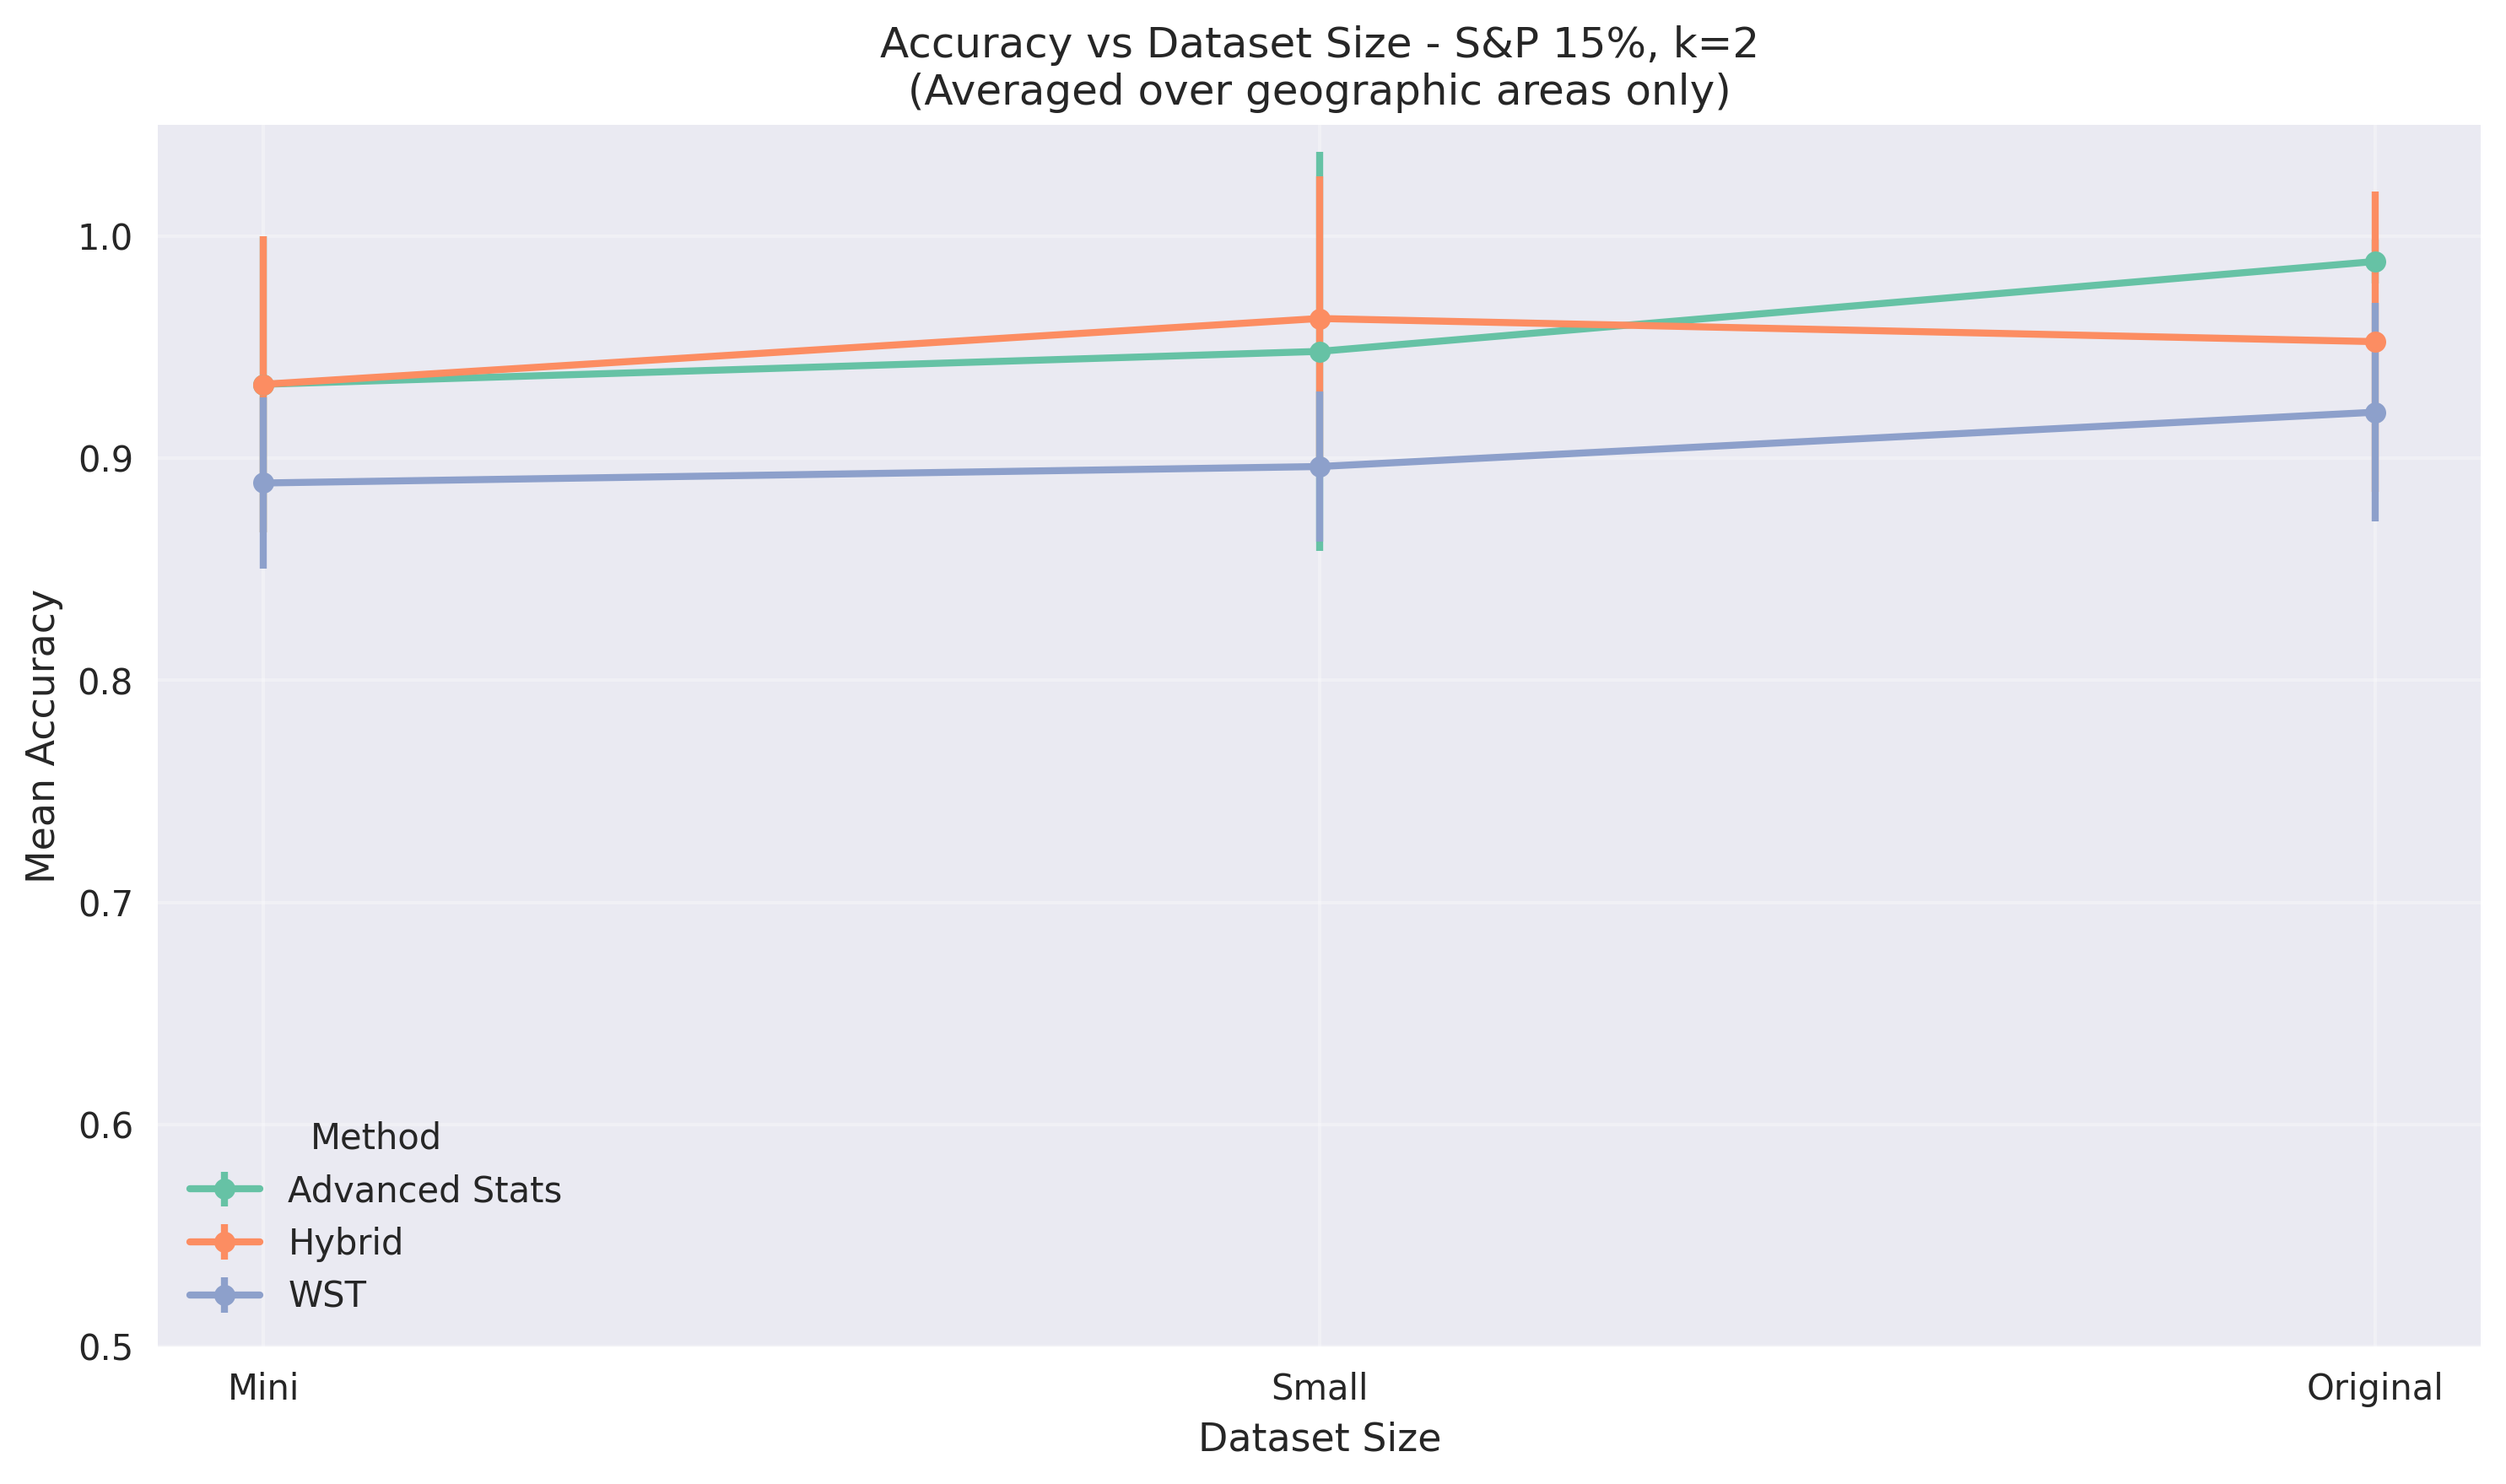 Accuracy vs Dataset Size - S&P 15%, k=2
(Averaged over geographic areas only)
Mean Accuracy
1.0
0.9
0.8
0.7
0.6
0.5
Method
Advanced Stats
Hybrid
WST
Mini
Small
Original
Dataset Size